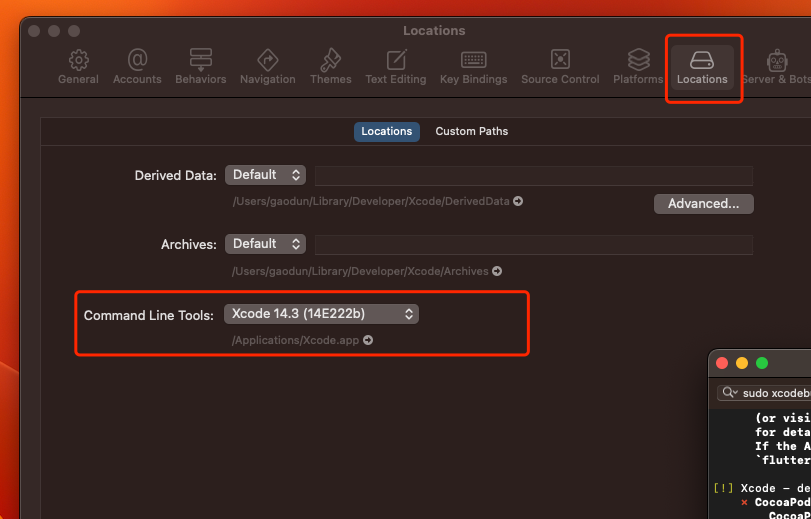 Locations
General Accounts Behaviors Navigation Themes Text Editing Key Bindings Source Control Platforms Locations Server & Bots
Locations Custom Paths
Derived Data: Default
/Users/gaodun/Library/Developer/Xcode/DerivedData
Advanced...
Archives: Default
/Users/gaodun/Library/Developer/Xcode/Archives
Command Line Tools: Xcode 14.3 (14E222b)
/Applications/Xcode.app
sudo xcodebu
(or visi
for deta
If the A
`flutter
[!] Xcode - de
× CocoaPod
CocoaP